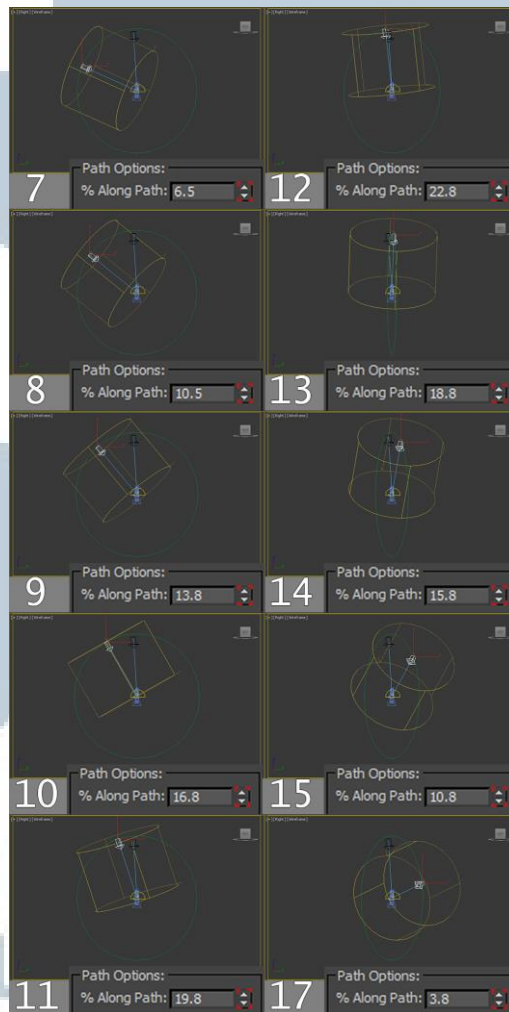 Path Options:
7 % Along Path: 6.5
Path Options:
12 % Along Path: 22.8
Path Options:
8 % Along Path: 10.5
Path Options:
13 % Along Path: 18.8
Path Options:
9 % Along Path: 13.8
Path Options:
14 % Along Path: 15.8
Path Options:
10 % Along Path: 16.8
Path Options:
15 % Along Path: 10.8
Path Options:
11 % Along Path: 19.8
Path Options:
17 % Along Path: 3.8